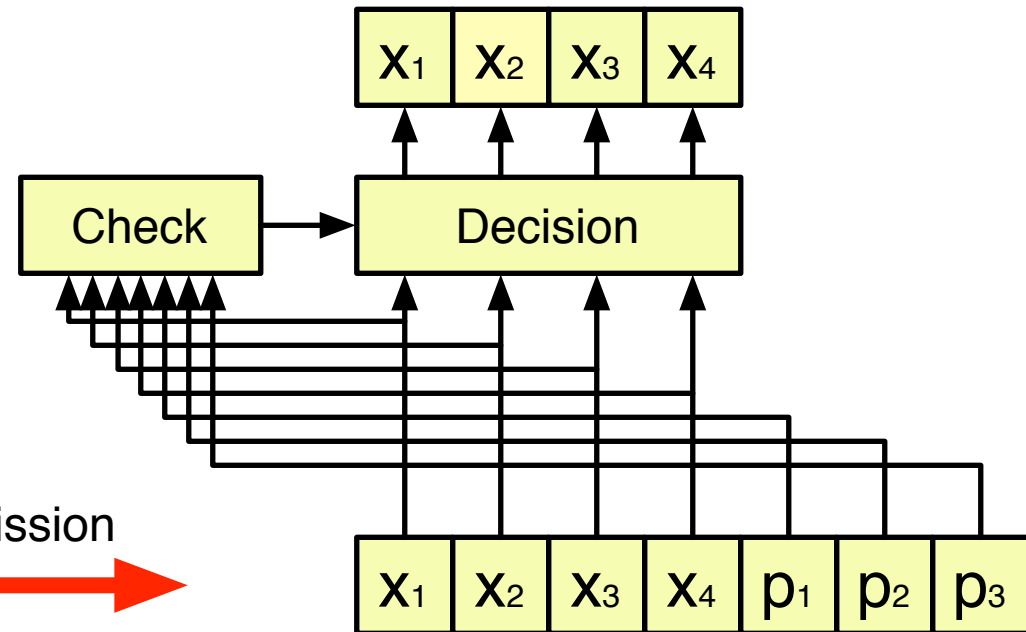 x₁ x₂ x₃ x₄
Check Decision
ission
x₁ x₂ x₃ x₄ p₁ p₂ p₃